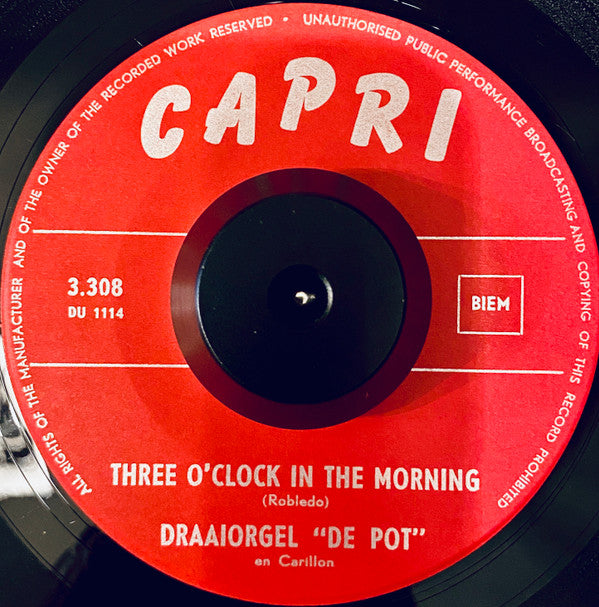 ALL RIGHTS OF THE MANUFACTURER AND OF THE OWNER OF THE RECORDED WORK RESERVED • UNAUTHORISED PUBLIC PERFORMANCE BROADCASTING AND COPYING OF THIS RECORD PROHIBITED
CAPRI
3.308
DU 1114
BIEM
THREE O'CLOCK IN THE MORNING
(Robledo)
DRAAIORGEL "DE POT"
en Carillon